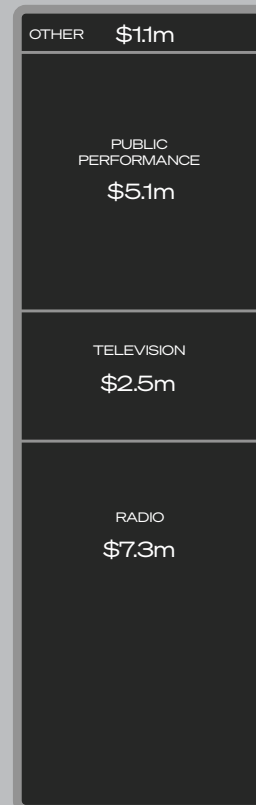 OTHER $1.1m
PUBLIC
PERFORMANCE
$5.1m
TELEVISION
$2.5m
RADIO
$7.3m